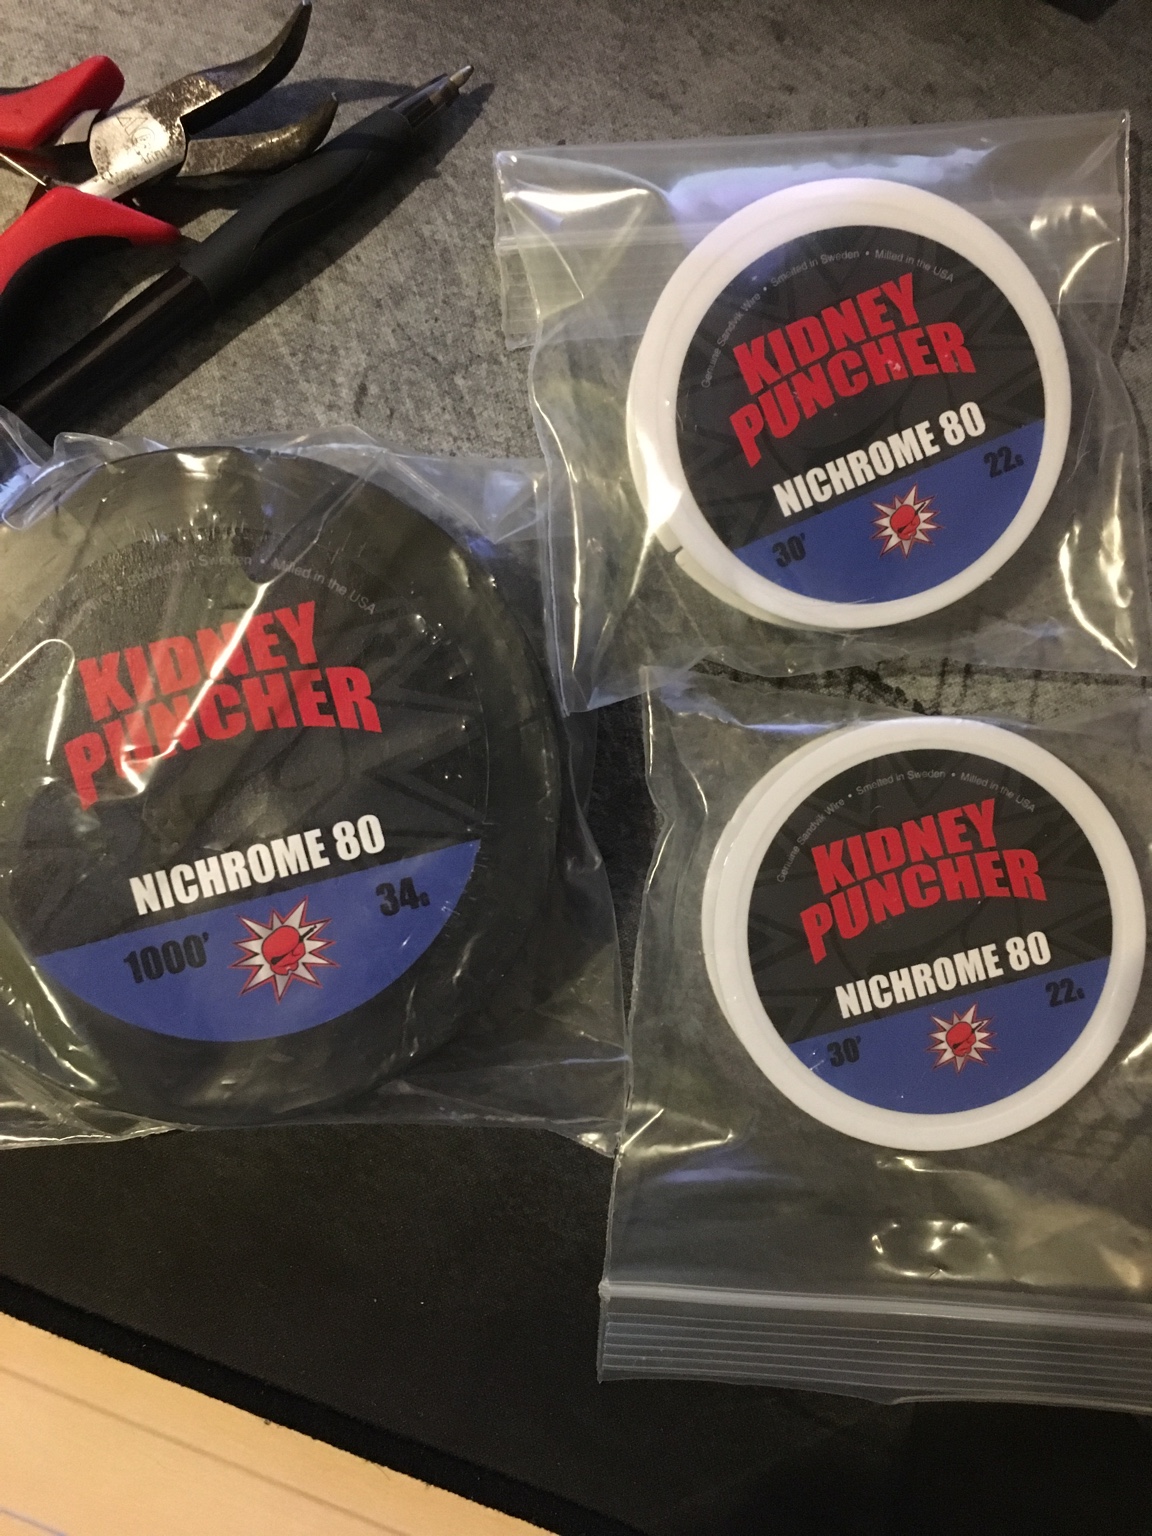 Genuine Sandvik Wire • Smelted in Sweden • Milled in the USA
KIDNEY
PUNCHER
NICHROME 80
22G
30'
Smelted in Sweden • Milled in the USA
KIDNEY
PUNCHER
NICHROME 80
34G
1000'
Genuine Sandvik Wire • Smelted in Sweden • Milled in the USA
KIDNEY
PUNCHER
NICHROME 80
22G
30'